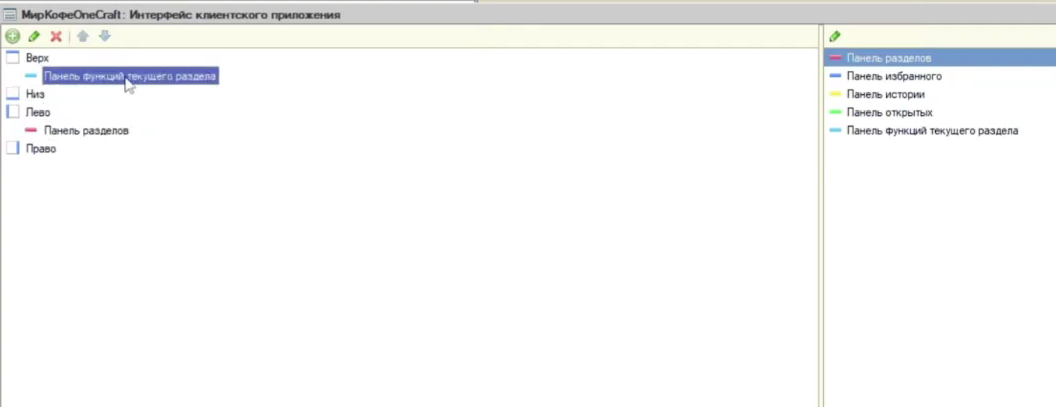 МирКофеOneCraft: Интерфейс клиентского приложения
Верх
Панель функций текущего раздела
Низ
Лево
Панель разделов
Право
Панель разделов
Панель избранного
Панель истории
Панель открытых
Панель функций текущего раздела